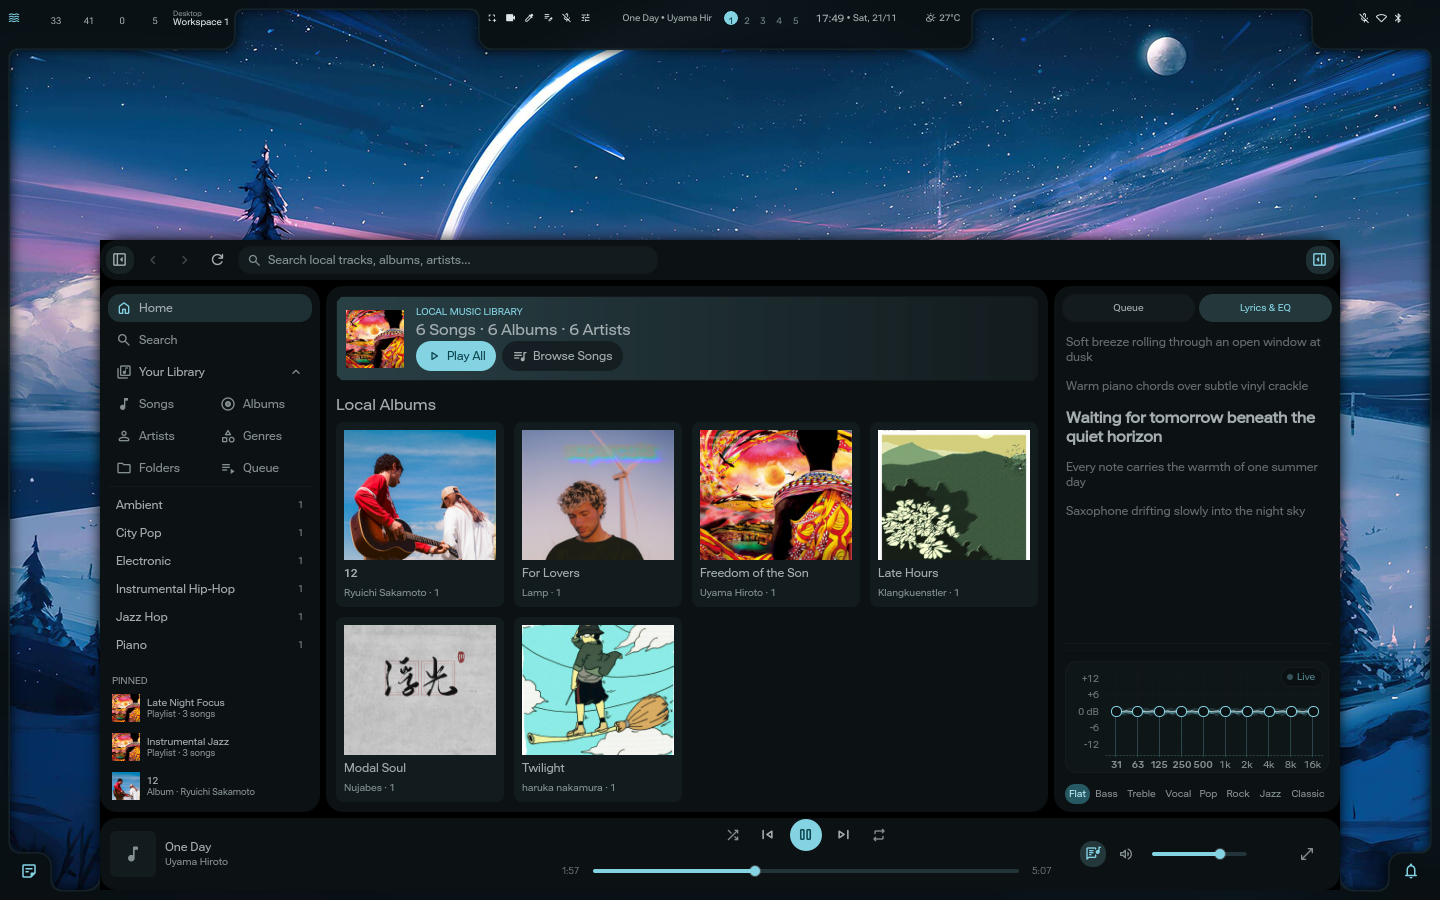 33 41 0 5
Desktop
Workspace 1
One Day • Uyama Hir
1 2 3 4 5
17:49 • Sat, 21/11
27°C
Search local tracks, albums, artists...
Home
Search
Your Library
Songs
Albums
Artists
Genres
Folders
Queue
Ambient 1
City Pop 1
Electronic 1
Instrumental Hip-Hop 1
Jazz Hop 1
Piano 1
PINNED
Late Night Focus
Playlist · 3 songs
Instrumental Jazz
Playlist · 3 songs
12
Album · Ryuichi Sakamoto
LOCAL MUSIC LIBRARY
6 Songs · 6 Albums · 6 Artists
Play All
Browse Songs
Local Albums
12
Ryuichi Sakamoto · 1
For Lovers
Lamp · 1
Freedom of the Son
Uyama Hiroto · 1
Late Hours
Klangkuenstler · 1
浮光
Modal Soul
Nujabes · 1
Twilight
haruka nakamura · 1
Queue
Lyrics & EQ
Soft breeze rolling through an open window at
dusk
Warm piano chords over subtle vinyl crackle
Waiting for tomorrow beneath the
quiet horizon
Every note carries the warmth of one summer
day
Saxophone drifting slowly into the night sky
Live
+12
+6
0 dB
-6
-12
31 63 125 250 500 1k 2k 4k 8k 16k
Flat Bass Treble Vocal Pop Rock Jazz Classic
One Day
Uyama Hiroto
1:57
5:07